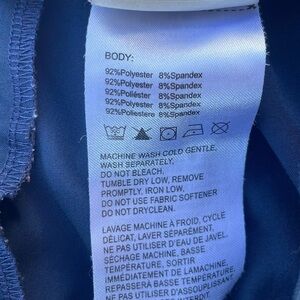 BODY:
92%Polyester 8%Spandex
92%Polyester 8%Spandex
92%Poliéster 8%Spandex
92%Polyester 8%Spandex
92%Poliestere 8%Spandex
MACHINE WASH COLD GENTLE,
WASH SEPARATELY,
DO NOT BLEACH.
TUMBLE DRY LOW, REMOVE
PROMPTLY, IRON LOW,
DO NOT USE FABRIC SOFTENER
DO NOT DRYCLEAN.
LAVAGE MACHINE À FROID, CYCLE
DÉLICAT, LAVER SÉPARÉMENT,
NE PAS UTILISER D'EAU DE JAVEL.
SÉCHAGE MACHINE, BASSE
TEMPÉRATURE, SORTIR
IMMÉDIATEMENT DE LAMACHINE,
REPASSER À BASSE TEMPÉRATURE
NE PAS UTILISER D'ASSOUPLISSANT